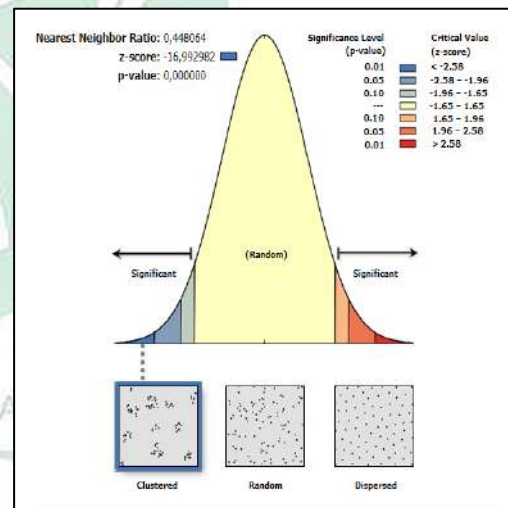 Nearest Neighbor Ratio: 0,448064
z-score: -16,992982
p-value: 0,000000
Significance Level
(p-value)
Critical Value
(z-score)
0.01 < -2.58
0.05 -2.58 - -1.96
0.10 -1.96 - -1.65
--- -1.65 - 1.65
0.10 1.65 - 1.96
0.05 1.96 - 2.58
0.01 > 2.58
Significant
(Random)
Significant
Clustered
Random
Dispersed